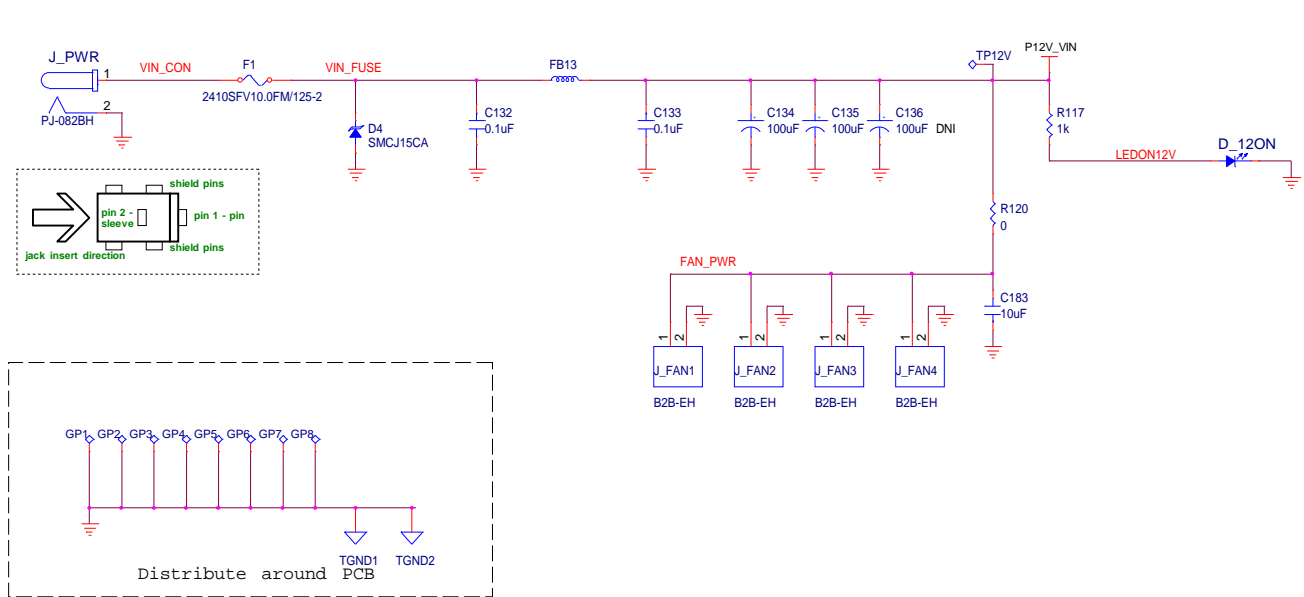 J_PWR
1
2
PJ-082BH
VIN_CON
F1
2410SFV10.0FM/125-2
VIN_FUSE
D4
SMCJ15CA
C132
0.1uF
FB13
C133
0.1uF
C134
100uF
C135
100uF
C136
100uF DNI
TP12V
P12V_VIN
R117
1k
LEDON12V
D_12ON
shield pins
pin 2 -
sleeve
pin 1 - pin
shield pins
jack insert direction
R120
0
FAN_PWR
C183
10uF
1 2
1 2
1 2
1 2
J_FAN1
J_FAN2
J_FAN3
J_FAN4
B2B-EH
B2B-EH
B2B-EH
B2B-EH
GP1 GP2 GP3 GP4 GP5 GP6 GP7 GP8
TGND1
TGND2
Distribute around PCB